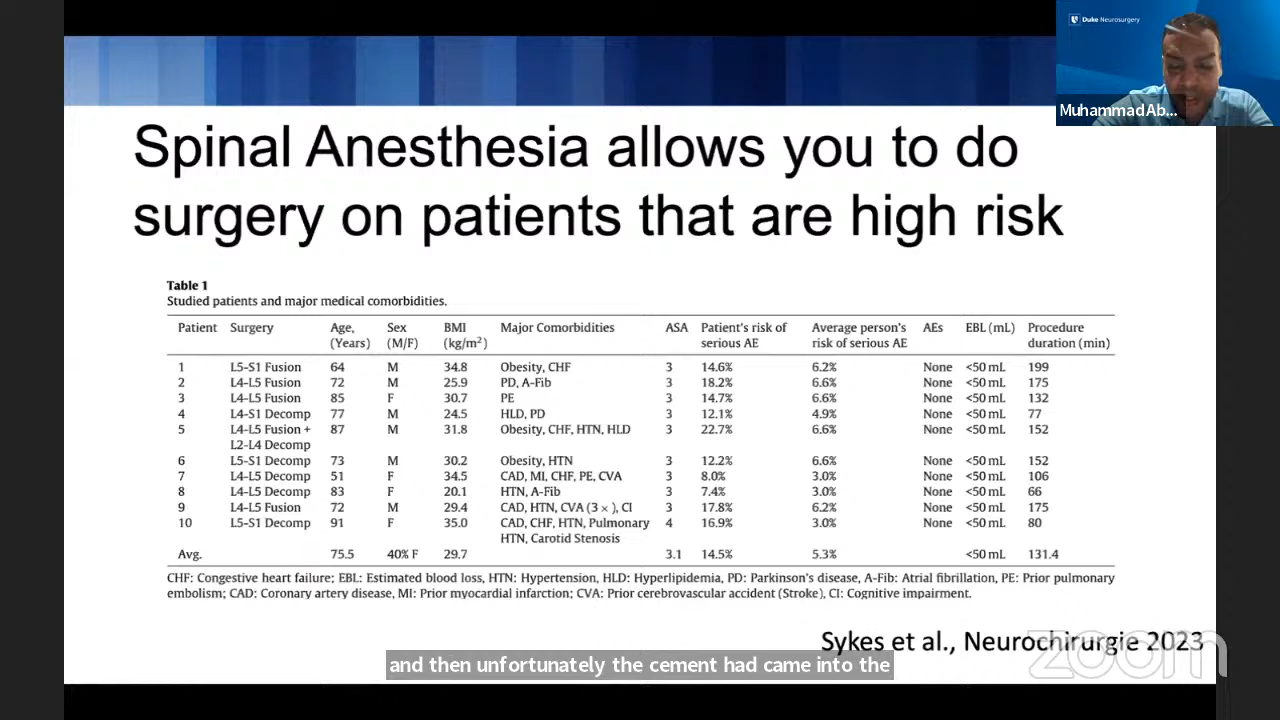 Duke Neurosurgery
Muhammad Ab...
Spinal Anesthesia allows you to do
surgery on patients that are high risk
Table 1
Studied patients and major medical comorbidities.
Patient Surgery Age, (Years) Sex (M/F) BMI (kg/m²) Major Comorbidities ASA Patient's risk of serious AE Average person's risk of serious AE AEs EBL (mL) Procedure duration (min)
1 L5-S1 Fusion 64 M 34.8 Obesity, CHF 3 14.6% 6.2% None <50 mL 199
2 L4-L5 Fusion 72 M 25.9 PD, A-Fib 3 18.2% 6.6% None <50 mL 175
3 L4-L5 Fusion 85 F 30.7 PE 3 14.7% 6.6% None <50 mL 132
4 L4-S1 Decomp 77 M 24.5 HLD, PD 3 12.1% 4.9% None <50 mL 77
5 L4-L5 Fusion + 87 M 31.8 Obesity, CHF, HTN, HLD 3 22.7% 6.6% None <50 mL 152
L2-L4 Decomp
6 L5-S1 Decomp 73 M 30.2 Obesity, HTN 3 12.2% 6.6% None <50 mL 152
7 L4-L5 Decomp 51 F 34.5 CAD, MI, CHF, PE, CVA 3 8.0% 3.0% None <50 mL 106
8 L4-L5 Decomp 83 F 20.1 HTN, A-Fib 3 7.4% 3.0% None <50 mL 66
9 L4-L5 Fusion 72 M 29.4 CAD, HTN, CVA (3 ×), CI 3 17.8% 6.2% None <50 mL 175
10 L5-S1 Decomp 91 F 35.0 CAD, CHF, HTN, Pulmonary 4 16.9% 3.0% None <50 mL 80
HTN, Carotid Stenosis
Avg. 75.5 40% F 29.7 3.1 14.5% 5.3% <50 mL 131.4
CHF: Congestive heart failure; EBL: Estimated blood loss, HTN: Hypertension, HLD: Hyperlipidemia, PD: Parkinson's disease, A-Fib: Atrial fibrillation, PE: Prior pulmonary
embolism; CAD: Coronary artery disease, MI: Prior myocardial infarction; CVA: Prior cerebrovascular accident (Stroke), CI: Cognitive impairment.
Sykes et al., Neurochirurgie 2023
zoom
and then unfortunately the cement had came into the